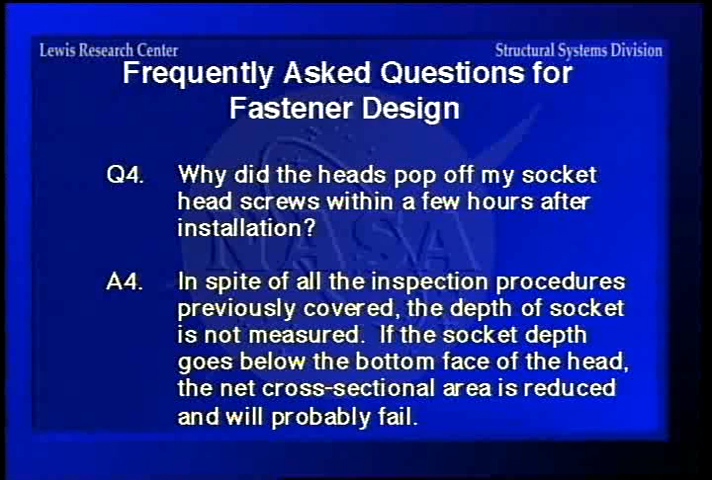 Lewis Research Center
Structural Systems Division
Frequently Asked Questions for
Fastener Design
Q4. Why did the heads pop off my socket
head screws within a few hours after
installation?
A4. In spite of all the inspection procedures
previously covered, the depth of socket
is not measured. If the socket depth
goes below the bottom face of the head,
the net cross-sectional area is reduced
and will probably fail.
NASA